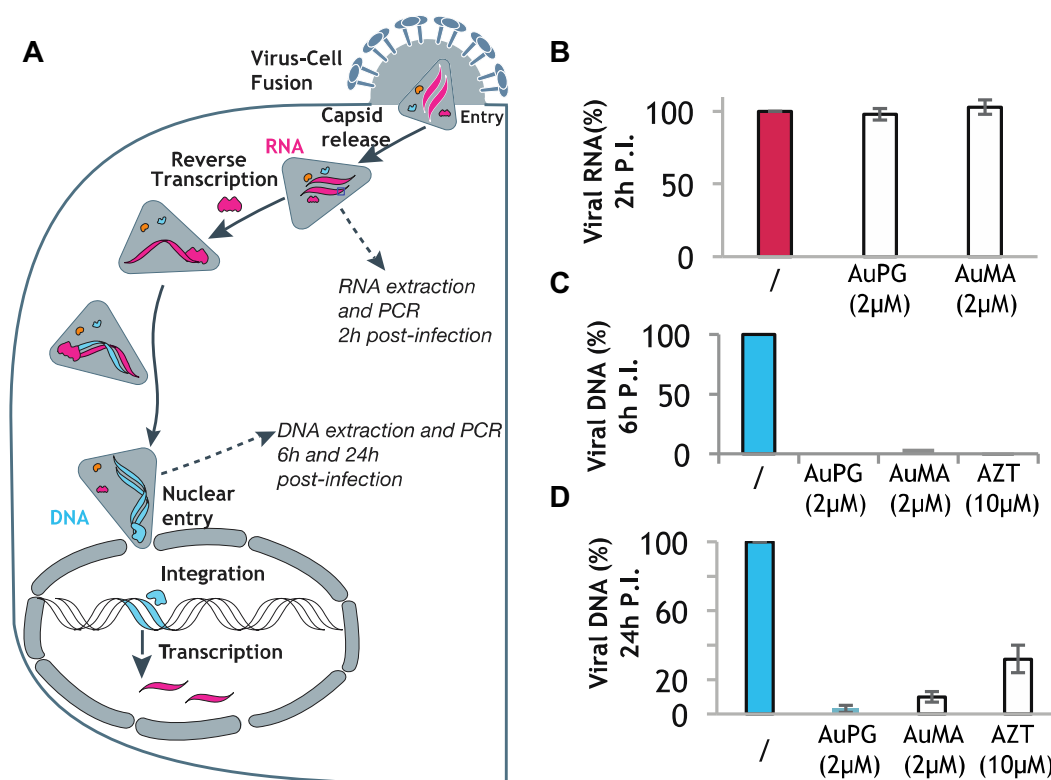 A
Virus-Cell
Fusion
Capsid
release
Entry
RNA
Reverse
Transcription
RNA extraction
and PCR
2h post-infection
DNA extraction and PCR
6h and 24h
post-infection
DNA
Nuclear
entry
Integration
Transcription
B
Viral RNA(%)
2h P.I.
100
50
0
/
AuPG
(2µM)
AuMA
(2µM)
C
Viral DNA (%)
6h P.I.
100
50
0
/
AuPG
(2µM)
AuMA
(2µM)
AZT
(10µM)
D
Viral DNA (%)
24h P.I.
100
60
20
0
/
AuPG
(2µM)
AuMA
(2µM)
AZT
(10µM)